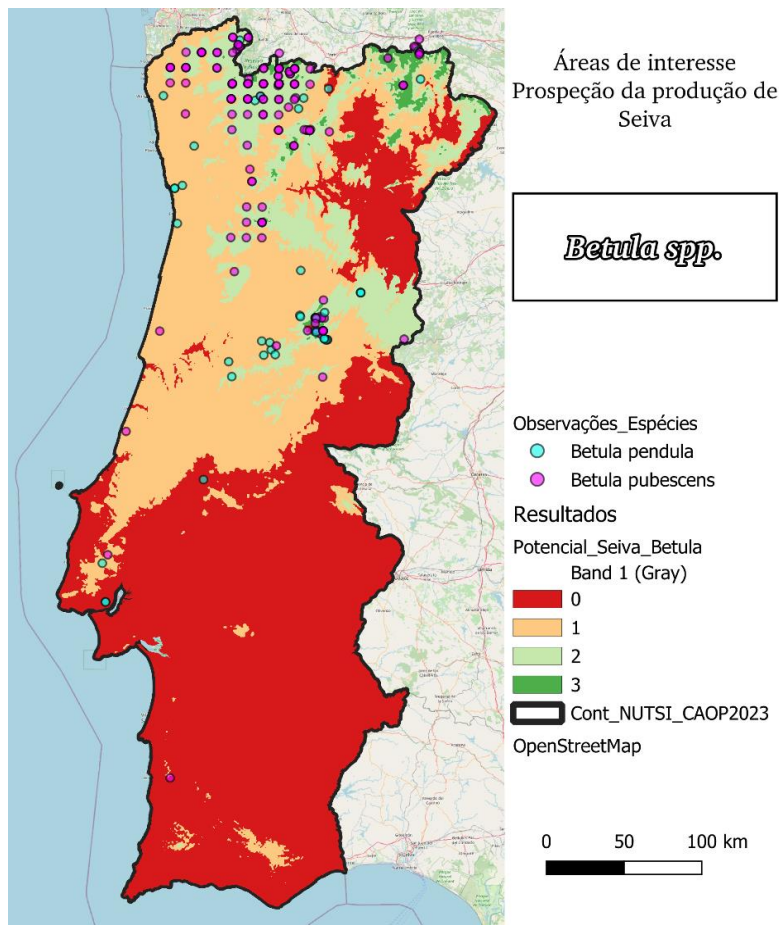 Áreas de interesse
Prospeção da produção de
Seiva
Betula spp.
Observações_Espécies
Betula pendula
Betula pubescens
Resultados
Potencial_Seiva_Betula
Band 1 (Gray)
0
1
2
3
Cont_NUTSI_CAOP2023
OpenStreetMap
0 50 100 km